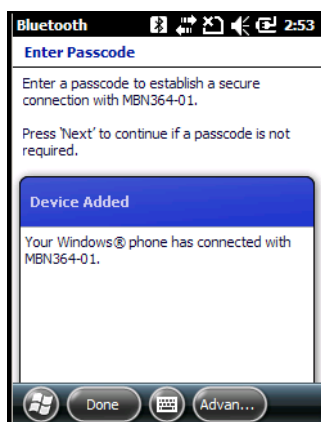 Bluetooth 2:53
Enter Passcode
Enter a passcode to establish a secure
connection with MBN364-01.
Press 'Next' to continue if a passcode is not
required.
Device Added
Your Windows® phone has connected with
MBN364-01.
Done Advan...